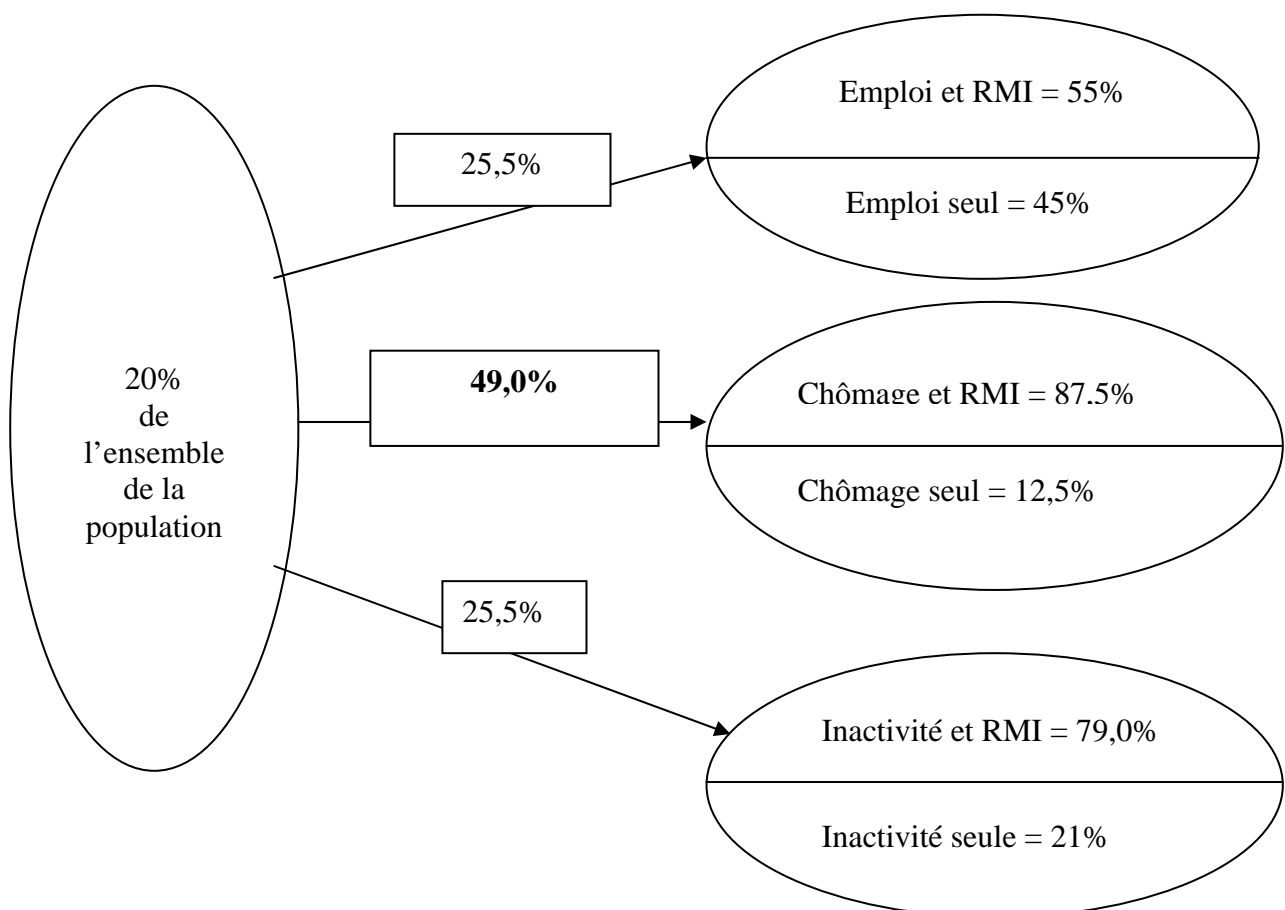 Emploi et RMI = 55%
25,5%
Emploi seul = 45%
20%
de
l’ensemble
de la
population
49,0%
Chômage et RMI = 87,5%
Chômage seul = 12,5%
25,5%
Inactivité et RMI = 79,0%
Inactivité seule = 21%